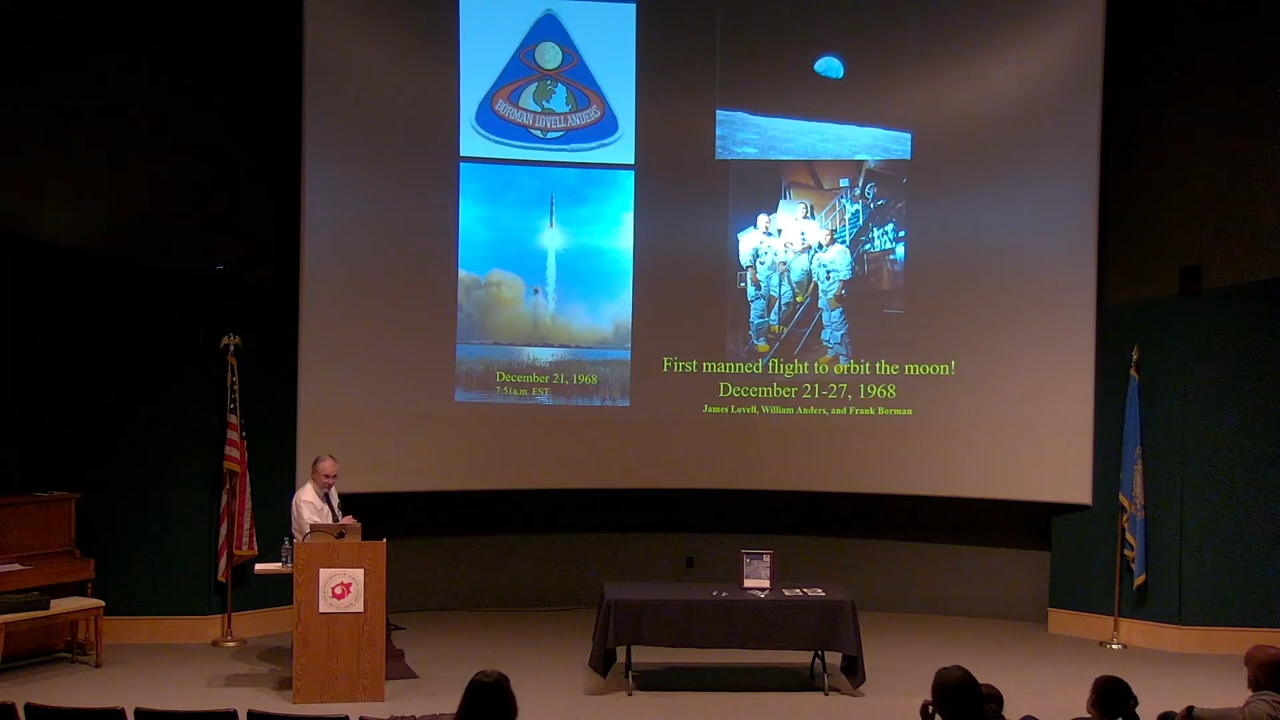 BORMAN LOVELL ANDERS
December 21, 1968
7:51a.m. EST
First manned flight to orbit the moon!
December 21-27, 1968
James Lovell, William Anders, and Frank Borman